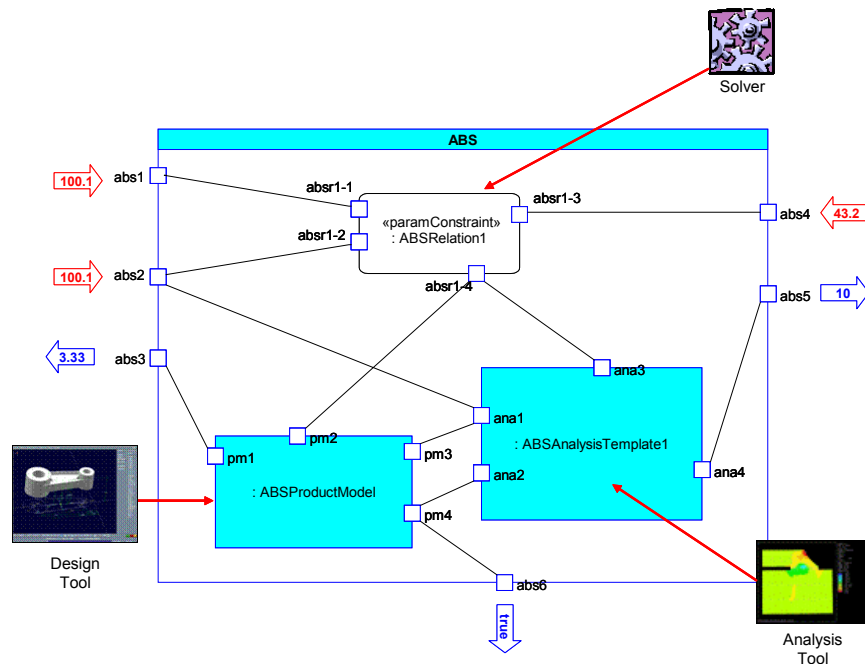 Solver
ABS
100.1
abs1
absr1-1
absr1-3
«paramConstraint»
: ABSRelation1
abs4
43.2
absr1-2
100.1
abs2
absr1-4
abs5
10
3.33
abs3
ana3
ana1
pm2
: ABSAnalysisTemplate1
pm1
pm3
ana2
ana4
: ABSProductModel
pm4
Design
Tool
abs6
true
Analysis
Tool